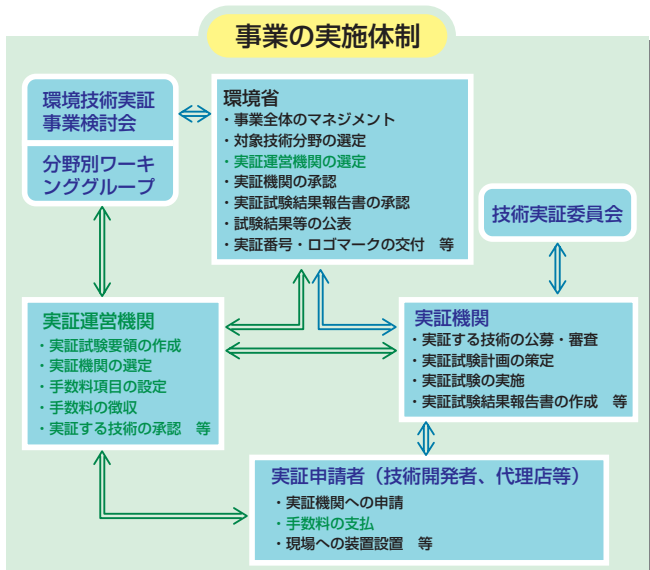 事業の実施体制
環境技術実証
事業検討会
分野別ワーキ
ンググループ
環境省
・事業全体のマネジメント
・対象技術分野の選定
・実証運営機関の選定
・実証機関の承認
・実証試験結果報告書の承認
・試験結果等の公表
・実証番号・ロゴマークの交付　等
技術実証委員会
実証運営機関
・実証試験要領の作成
・実証機関の選定
・手数料項目の設定
・手数料の徴収
・実証する技術の承認　等
実証機関
・実証する技術の公募・審査
・実証試験計画の策定
・実証試験の実施
・実証試験結果報告書の作成　等
実証申請者（技術開発者、代理店等）
・実証機関への申請
・手数料の支払
・現場への装置設置　等